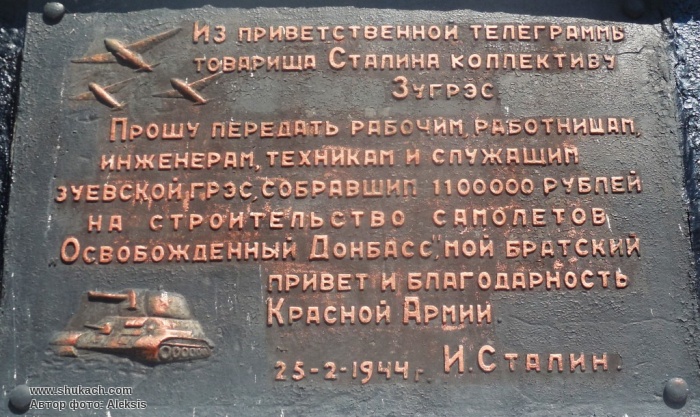 Из приветственной телеграммы
товарища Сталина коллективу
Зугрэс
Прошу передать рабочим, работницам,
инженерам, техникам и служащим
Зуевской ГРЭС, собравшим 1100000 рублей
на строительство самолетов
"Освобожденный Донбасс", мой братский
привет и благодарность
Красной Армии
25-2-1944г. И. Сталин.
www.shukach.com
Автор фото: Aleksis